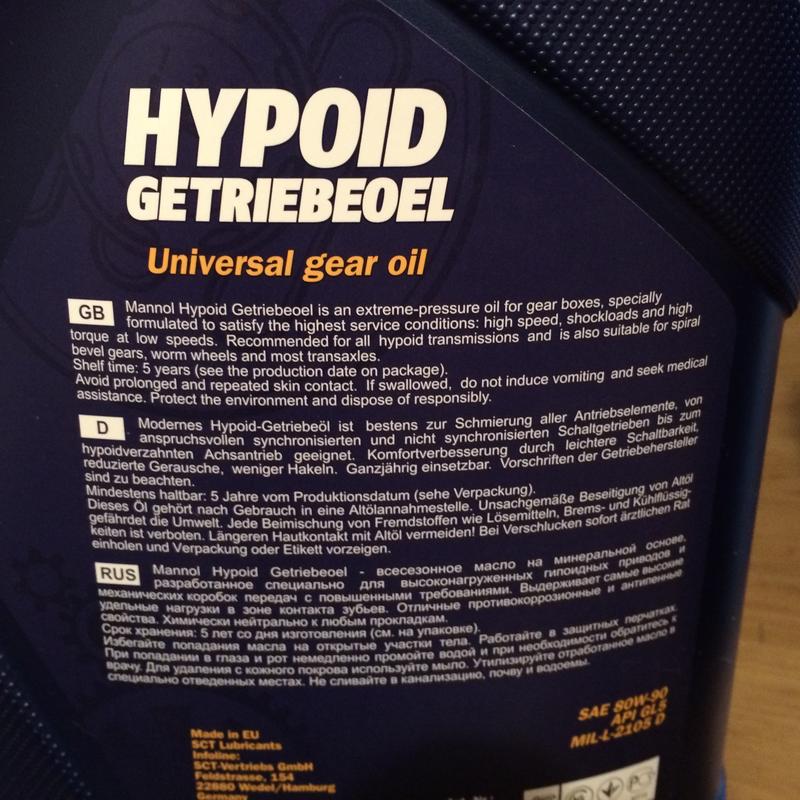 HYPOID
GETRIEBEOEL
Universal gear oil
GB Mannol Hypoid Getriebeoel is an extreme-pressure oil for gear boxes, specially
formulated to satisfy the highest service conditions: high speed, shockloads and high
torque at low speeds. Recommended for all hypoid transmissions and is also suitable for spiral
bevel gears, worm wheels and most transaxles.
Shelf time: 5 years (see the production date on package).
Avoid prolonged and repeated skin contact. If swallowed, do not induce vomiting and seek medical
assistance. Protect the environment and dispose of responsibly.
D Modernes Hypoid-Getriebeöl ist bestens zur Schmierung aller Antriebselemente, von
anspruchsvollen synchronisierten und nicht synchronisierten Schaltgetrieben bis zum
hypoidverzahnten Achsantrieb geeignet. Komfortverbesserung durch leichtere Schaltbarkeit,
reduzierte Gerausche, weniger Hakeln. Ganzjährig einsetzbar. Vorschriften der Getriebehersteller
sind zu beachten.
Mindestens haltbar: 5 Jahre vom Produktionsdatum (sehe Verpackung).
Dieses Öl gehört nach Gebrauch in eine Altölannahmestelle. Unsachgemäße Beseitigung von Altöl
gefährdet die Umwelt. Jede Beimischung von Fremdstoffen wie Lösemitteln, Brems- und Kühlflüssig-
keiten ist verboten. Längeren Hautkontakt mit Altöl vermeiden! Bei Verschlucken sofort ärztlichen Rat
einholen und Verpackung oder Etikett vorzeigen.
RUS Mannol Hypoid Getriebeoel - всесезонное масло на минеральной основе,
разработанное специально для высоконагруженных гипоидных приводов и
механических коробок передач с повышенными требованиями. Выдерживает самые высокие
удельные нагрузки в зоне контакта зубьев. Отличные противокоррозионные и антипенные
свойства. Химически нейтрально к любым прокладкам.
Срок хранения: 5 лет со дня изготовления (см. на упаковке).
Избегайте попадания масла на открытые участки тела. Работайте в защитных перчатках.
При попадании в глаза и рот немедленно промойте водой и при необходимости обратитесь к
врачу. Для удаления с кожного покрова используйте мыло. Утилизируйте отработанное масло в
специально отведенных местах. Не сливайте в канализацию, почву и водоемы.
SAE 80W-90
API GL5
MIL-L-2105 D
Made in EU
SCT Lubricants
Infoline:
SCT-Vertriebs GmbH
Feldstrasse, 154
22880 Wedel/Hamburg
Germany